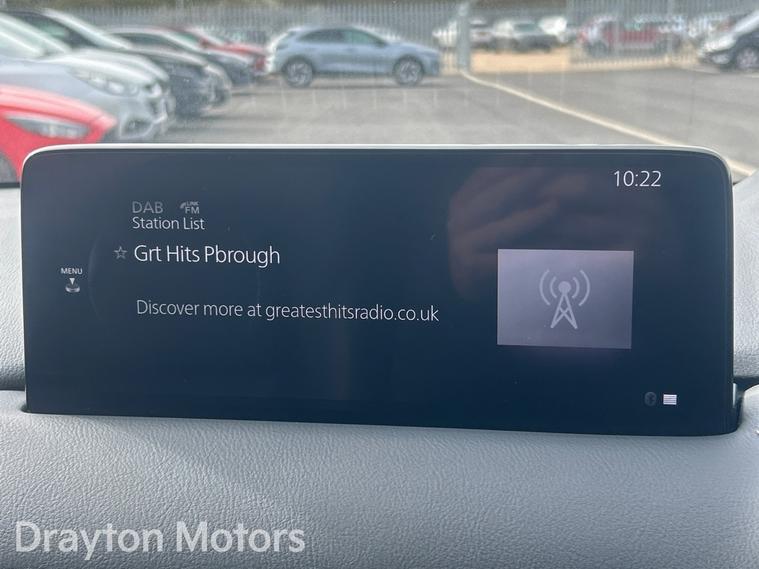 10:22
DAB LINK FM
Station List
☆ Grt Hits Pbrough
MENU
Discover more at greatesthitsradio.co.uk
Drayton Motors